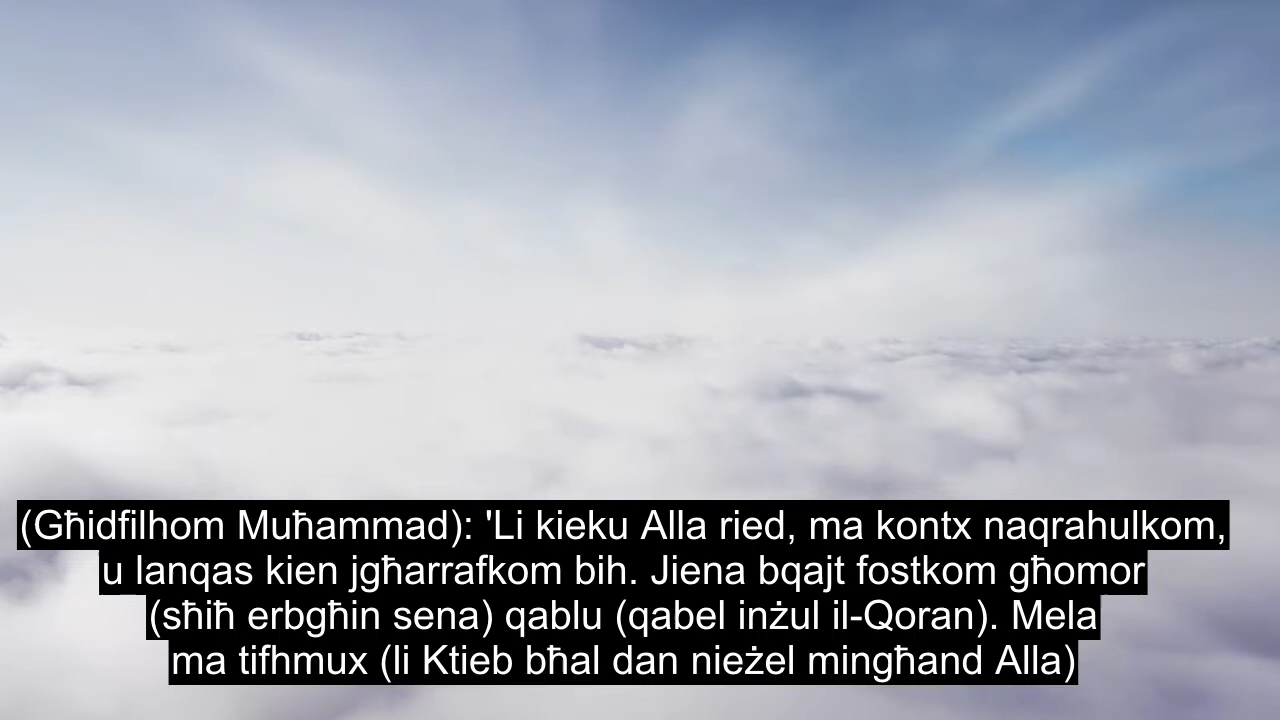 (Għidfilhom Muħammad): 'Li kieku Alla ried, ma kontx naqrahulkom,
u lanqas kien jgħarrafkom bih. Jiena bqajt fostkom għomor
(sħiħ erbgħin sena) qablu (qabel inżul il-Qoran). Mela
ma tifhmux (li Ktieb bħal dan nieżel mingħand Alla)